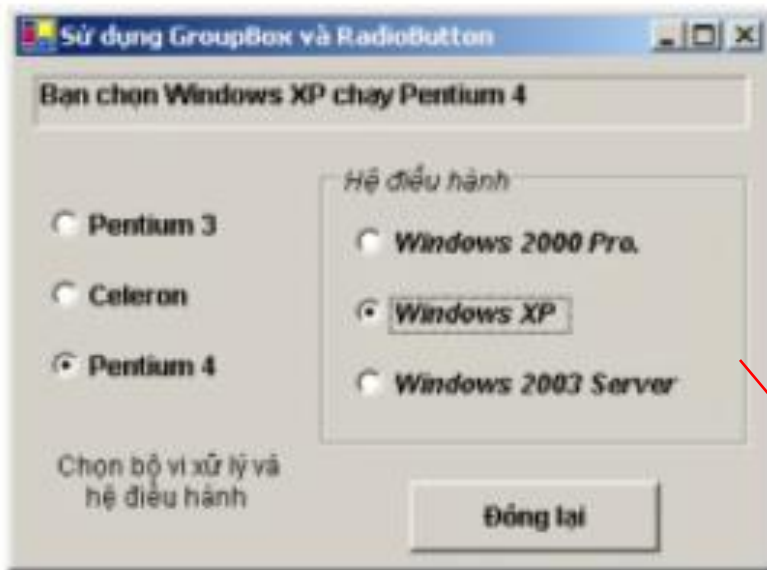 Sử dụng GroupBox và RadioButton
Bạn chọn Windows XP chạy Pentium 4
Pentium 3
Celeron
Pentium 4
Chọn bộ vi xử lý và
hệ điều hành
Hệ điều hành
Windows 2000 Pro.
Windows XP
Windows 2003 Server
Đóng lại